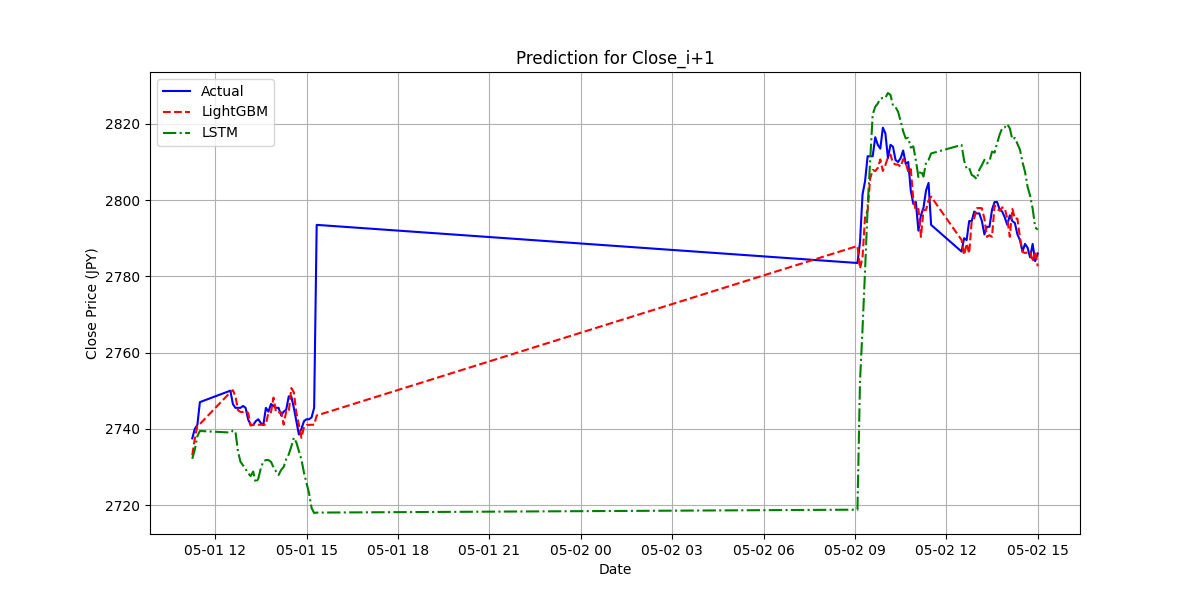 Prediction for Close_i+1
Actual
LightGBM
LSTM
2820
2800
2780
2760
2740
2720
Close Price (JPY)
05-01 12 05-01 15 05-01 18 05-01 21 05-02 00 05-02 03 05-02 06 05-02 09 05-02 12 05-02 15
Date